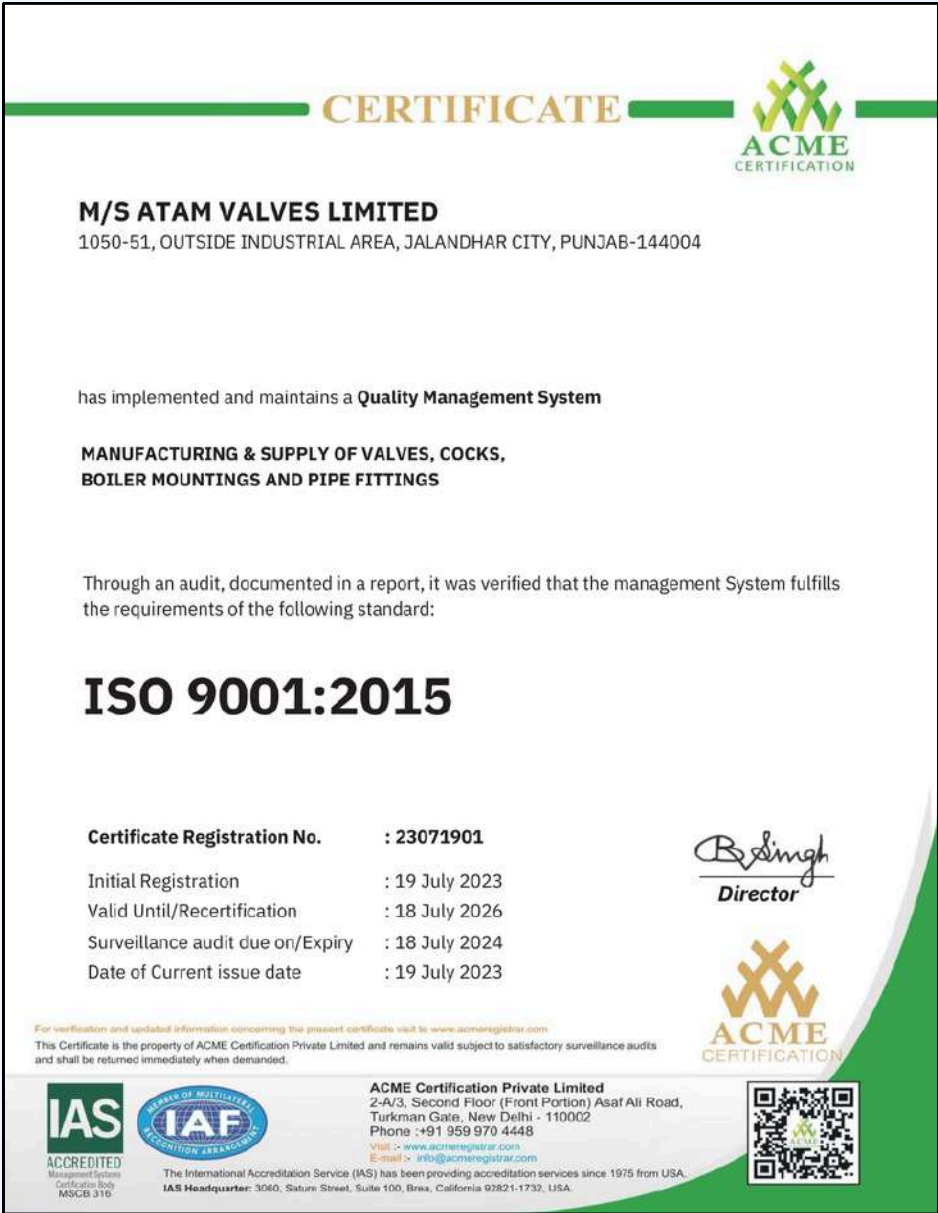 CERTIFICATE
ACME
CERTIFICATION
M/S ATAM VALVES LIMITED
1050-51, OUTSIDE INDUSTRIAL AREA, JALANDHAR CITY, PUNJAB-144004
has implemented and maintains a Quality Management System
MANUFACTURING & SUPPLY OF VALVES, COCKS,
BOILER MOUNTINGS AND PIPE FITTINGS
Through an audit, documented in a report, it was verified that the management System fulfills
the requirements of the following standard:
ISO 9001:2015
Certificate Registration No. : 23071901
Initial Registration : 19 July 2023
Valid Until/Recertification : 18 July 2026
Surveillance audit due on/Expiry : 18 July 2024
Date of Current issue date : 19 July 2023
B Singh
Director
ACME
CERTIFICATION
For verification and updated information concerning the present certificate visit to www.acmeregistrar.com
This Certificate is the property of ACME Certification Private Limited and remains valid subject to satisfactory surveillance audits
and shall be returned immediately when demanded.
IAS
ACCREDITED
Management Systems
Certification Body
MSCB 316
MEMBER OF MULTILATERAL
IAF
RECOGNITION ARRANGEMENT
ACME Certification Private Limited
2-A/3, Second Floor (Front Portion) Asaf Ali Road,
Turkman Gate, New Delhi - 110002
Phone :+91 959 970 4448
Visit :- www.acmeregistrar.com
E-mail :- info@acmeregistrar.com
The International Accreditation Service (IAS) has been providing accreditation services since 1975 from USA.
IAS Headquarter: 3060, Saturn Street, Suite 100, Brea, California 92821-1732, USA.
ACME